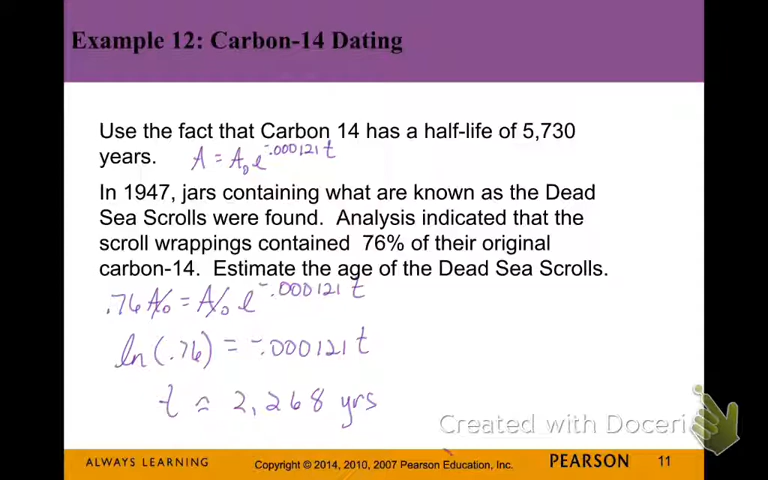 Example 12: Carbon-14 Dating
Use the fact that Carbon 14 has a half-life of 5,730
years. A = A₀e^-.000121t
In 1947, jars containing what are known as the Dead
Sea Scrolls were found. Analysis indicated that the
scroll wrappings contained 76% of their original
carbon-14. Estimate the age of the Dead Sea Scrolls.
.76A₀ = A₀e^-.000121t
ln(.76) = -.000121t
t ≈ 2,268 yrs
Created with Doceri
ALWAYS LEARNING Copyright © 2014, 2010, 2007 Pearson Education, Inc. PEARSON 11